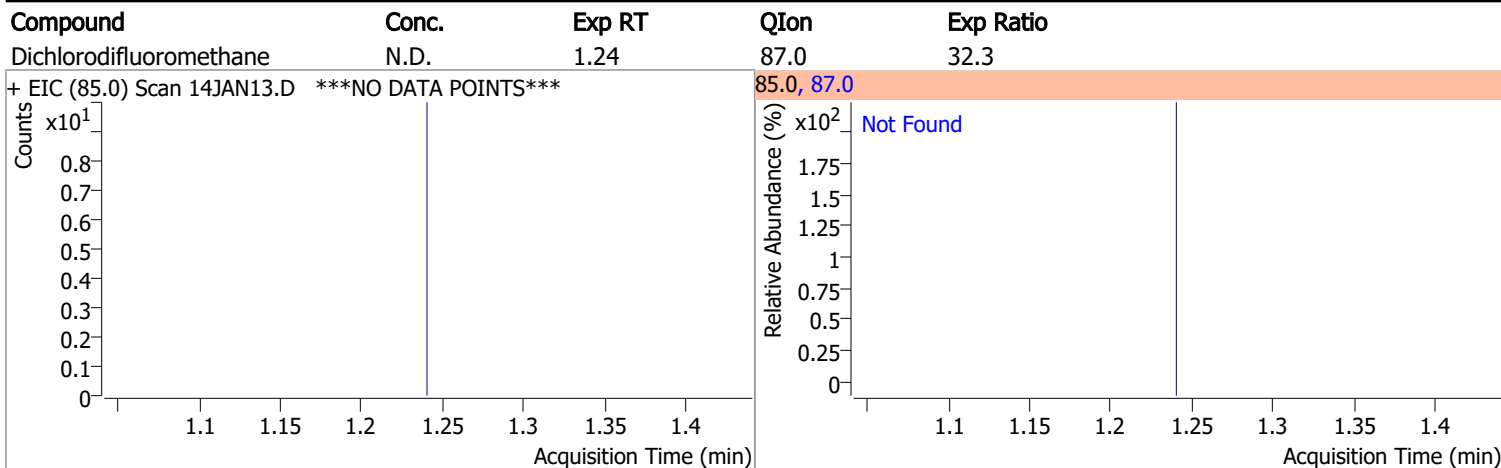 Compound Conc. Exp RT QIon Exp Ratio
Dichlorodifluoromethane N.D. 1.24 87.0 32.3
+ EIC (85.0) Scan 14JAN13.D ***NO DATA POINTS***
Counts
x10¹
0.8
0.7
0.6
0.5
0.4
0.3
0.2
0.1
0
1.1 1.15 1.2 1.25 1.3 1.35 1.4
Acquisition Time (min)
85.0, 87.0
Relative Abundance (%)
x10²
Not Found
1.75
1.5
1.25
1
0.75
0.5
0.25
0
1.1 1.15 1.2 1.25 1.3 1.35 1.4
Acquisition Time (min)